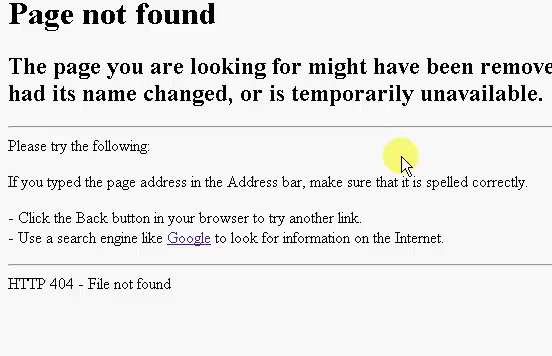 Page not found
The page you are looking for might have been remove
had its name changed, or is temporarily unavailable.
Please try the following:
If you typed the page address in the Address bar, make sure that it is spelled correctly.
- Click the Back button in your browser to try another link.
- Use a search engine like Google to look for information on the Internet.
HTTP 404 - File not found